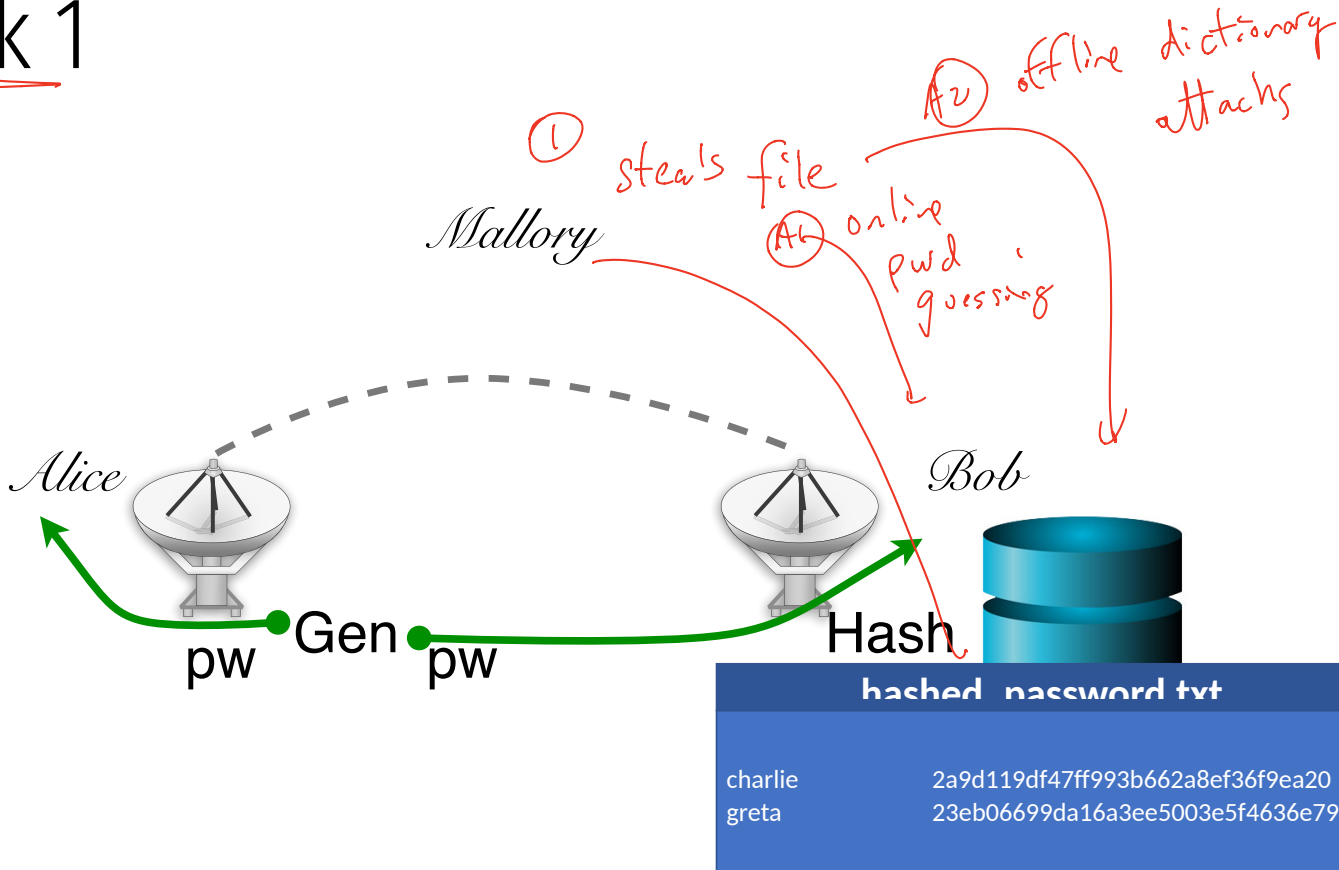 k 1
A2 offline dictionary
attachs
1
steals file
Mallory
A1 online
pwd
guessing
Alice
Bob
Gen
Hash
pw
pw
hashed_password.txt
charlie 2a9d119df47ff993b662a8ef36f9ea20
greta 23eb06699da16a3ee5003e5f4636e79